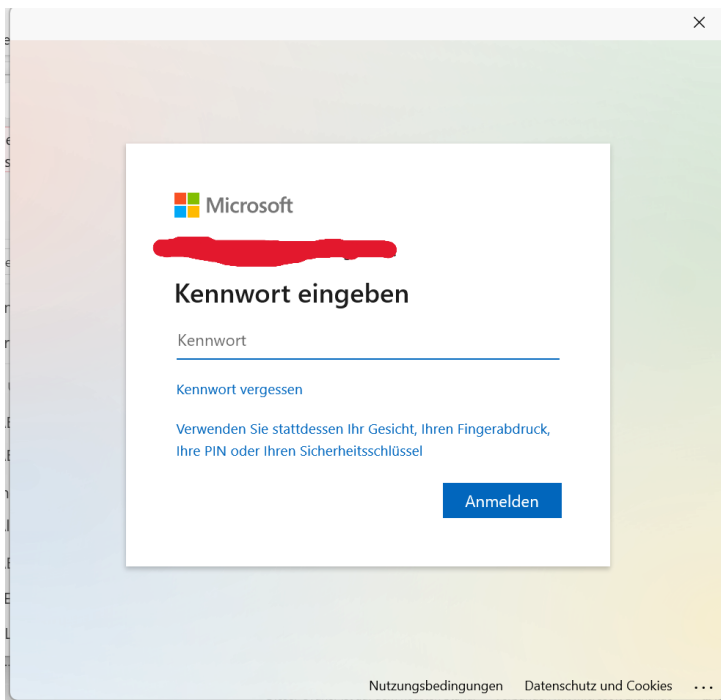 Microsoft
Kennwort eingeben
Kennwort
Kennwort vergessen
Verwenden Sie stattdessen Ihr Gesicht, Ihren Fingerabdruck,
Ihre PIN oder Ihren Sicherheitsschlüssel
Anmelden
Nutzungsbedingungen Datenschutz und Cookies ...